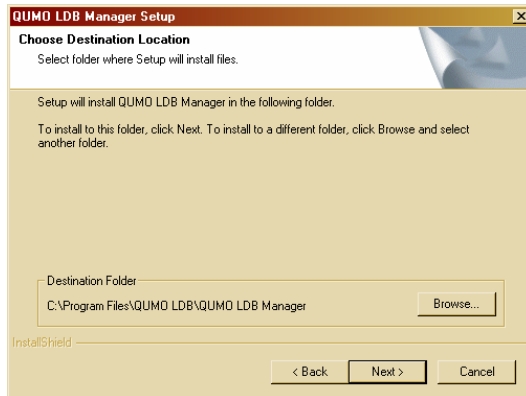 QUMO LDB Manager Setup
Choose Destination Location
Select folder where Setup will install files.
Setup will install QUMO LDB Manager in the following folder.
To install to this folder, click Next. To install to a different folder, click Browse and select
another folder.
Destination Folder
C:\Program Files\QUMO LDB\QUMO LDB Manager
Browse...
InstallShield
< Back
Next >
Cancel